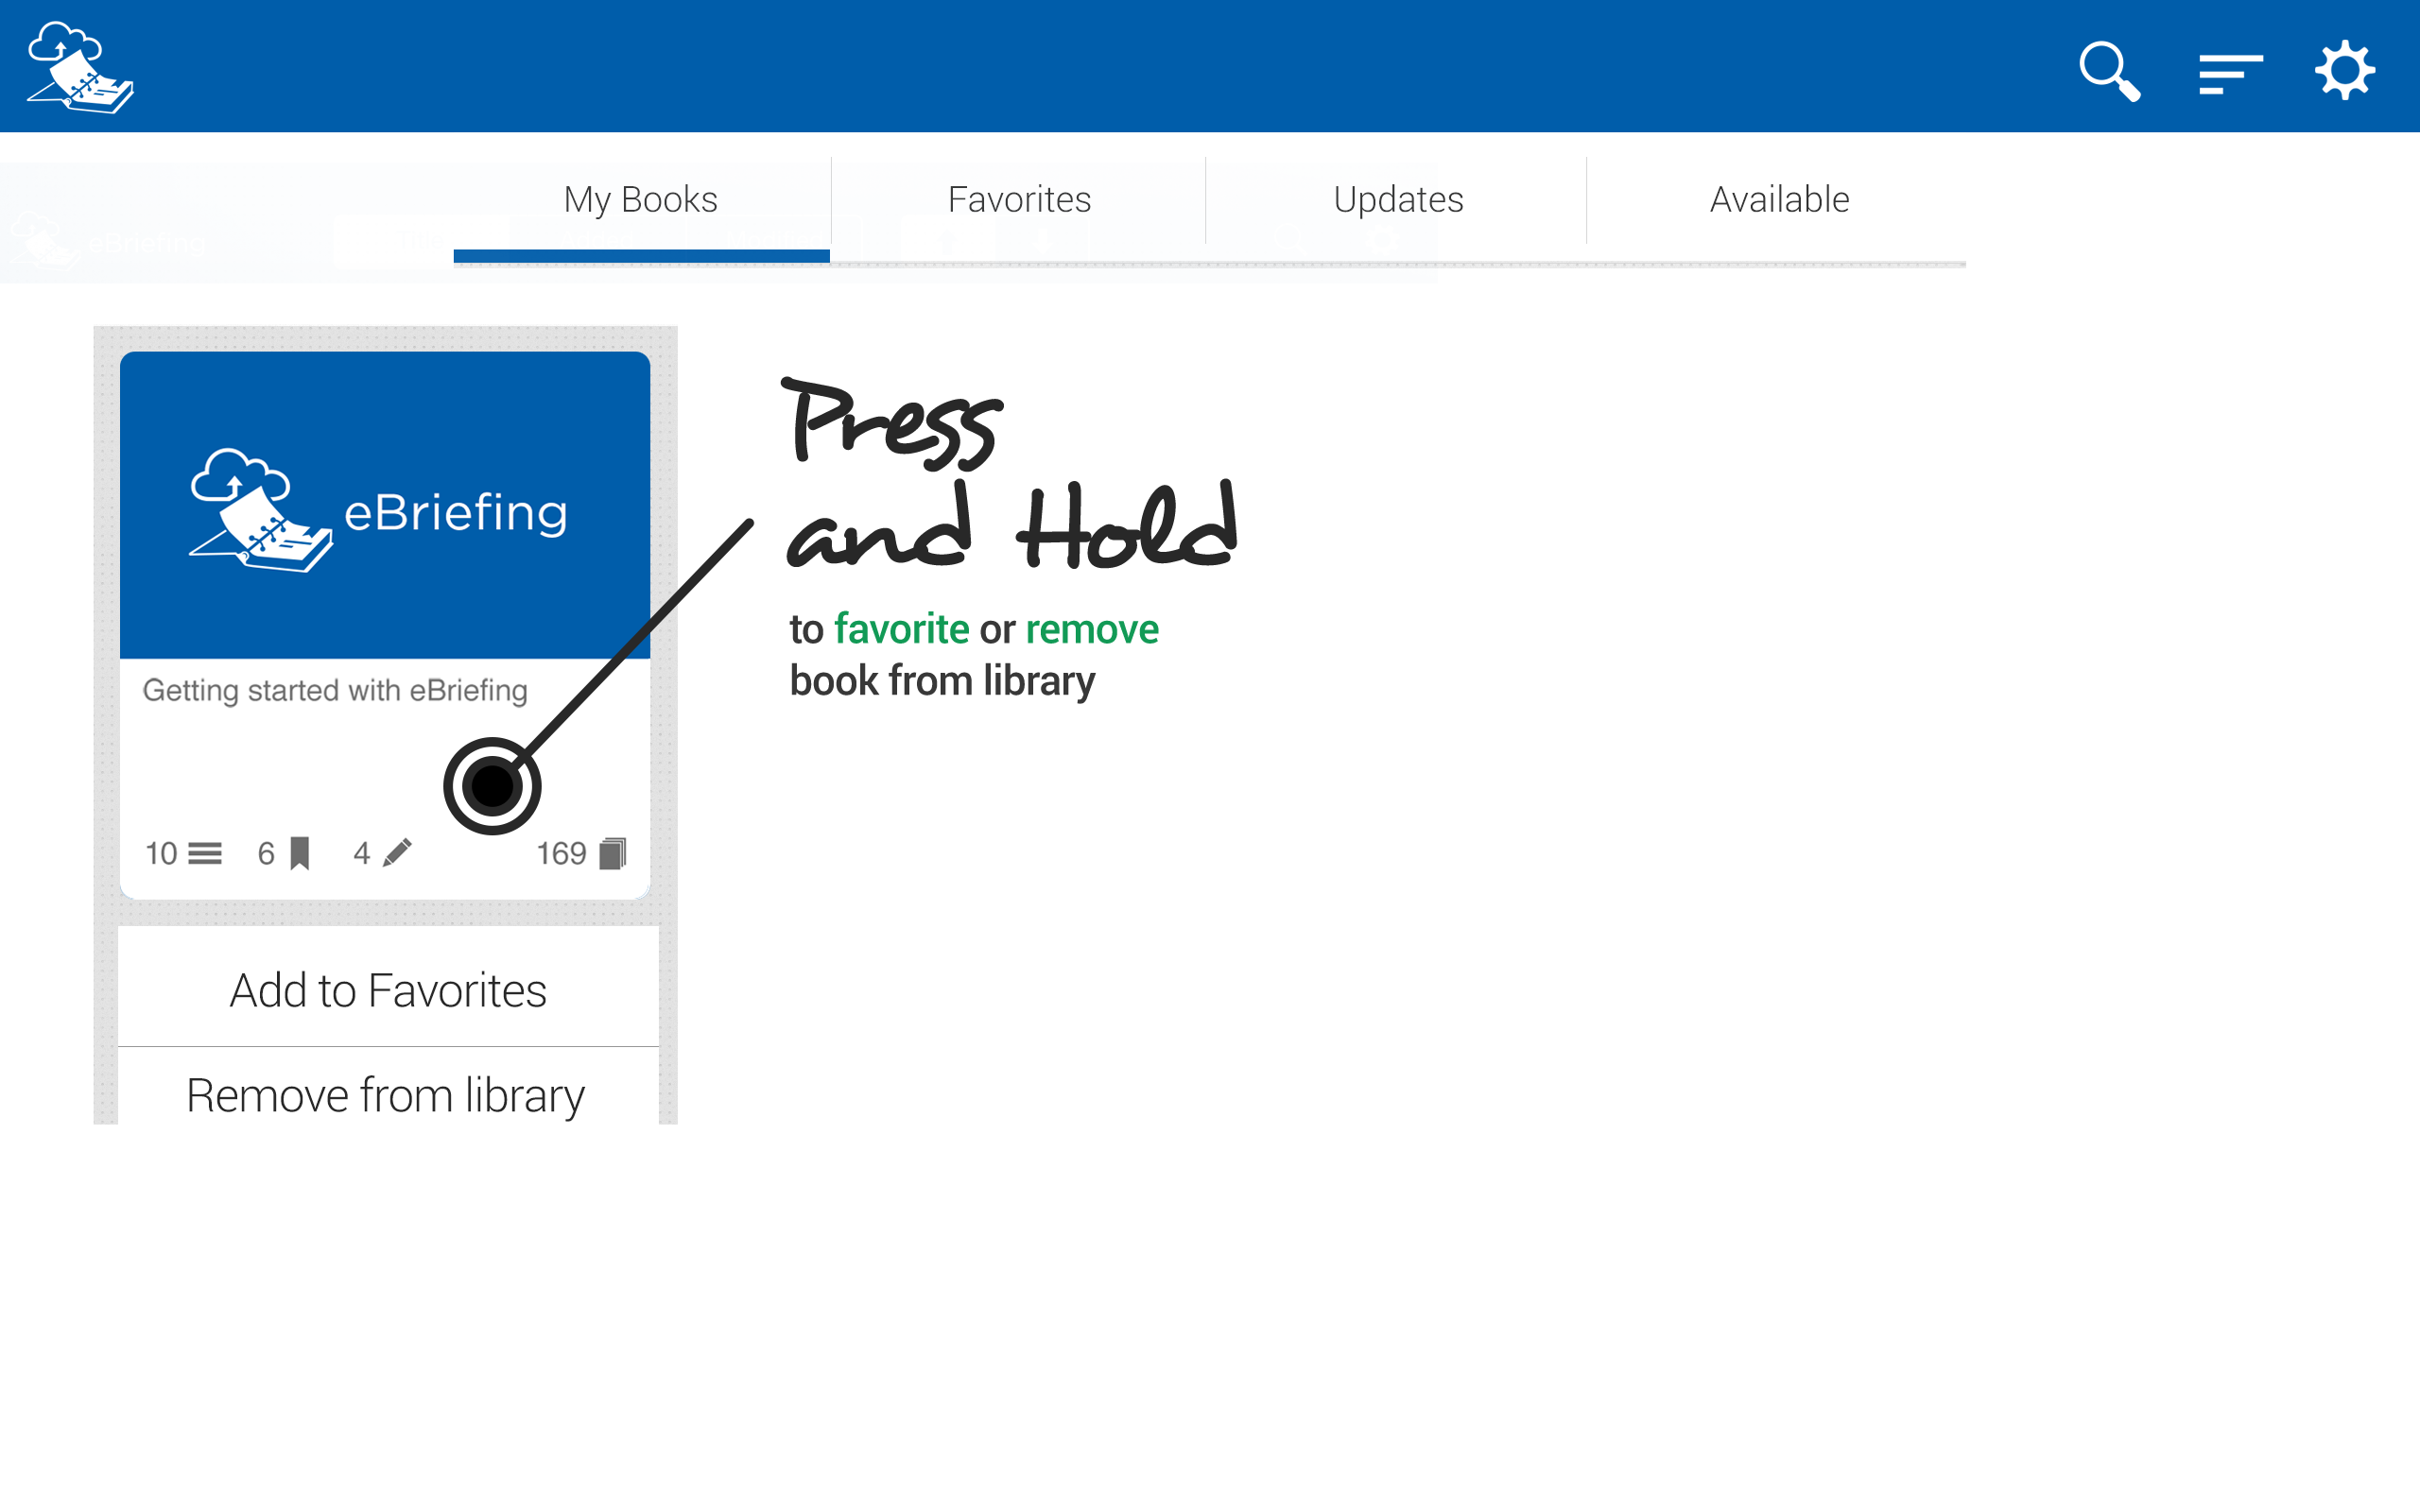 My Books
Favorites
Updates
Available
eBriefing
eBriefing
Getting started with eBriefing
10
6
4
169
Add to Favorites
Remove from library
Press
and Hold
to favorite or remove
book from library